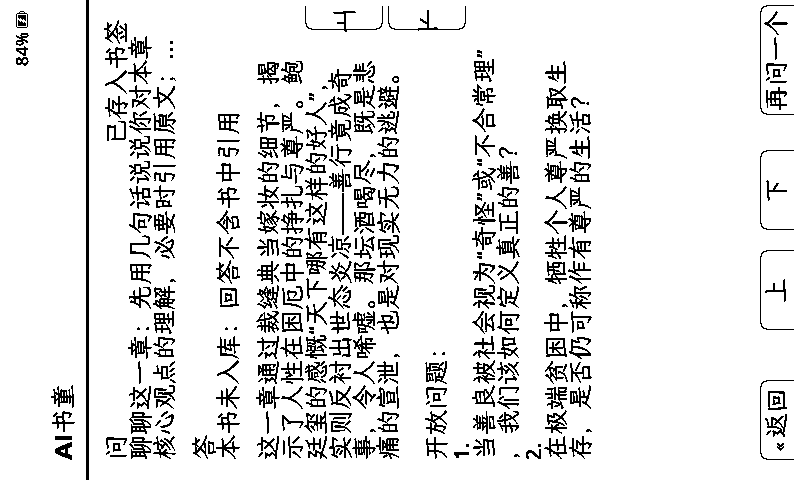 AI书童
84%
问
已存入书签
聊聊这一章：先用几句话说说你对本章
核心观点的理解，必要时引用原文；…
答
本书未入库：回答不含书中引用
这一章通过裁缝典当嫁妆的细节，揭
示了人性在困厄中的挣扎与尊严。鲍
廷玺的感慨“天下哪有这样的好人”，
实则反衬出世态炎凉——善行竟成奇
事，令人唏嘘。那坛酒喝尽，既是悲
痛的宣泄，也是对现实无力的逃避。
开放问题：
1.
当善良被社会视为“奇怪”或“不合常理”
，我们该如何定义真正的善？
2.
在极端贫困中，牺牲个人尊严换取生
存，是否仍可称作有尊严的生活？
«返回
上
下
再问一个